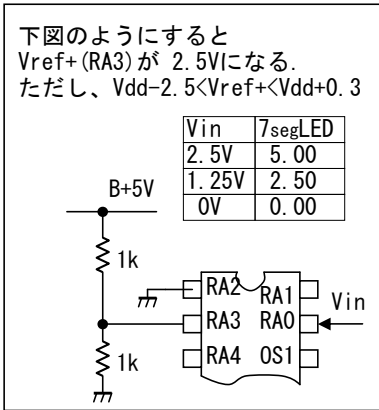 下図のようにすると
Vref+(RA3)が 2.5Vになる.
ただし、Vdd-2.5<Vref+<Vdd+0.3
Vin 7segLED
2.5V 5.00
1.25V 2.50
0V 0.00
B+5V
1k
RA2 RA1
Vin
RA3 RA0
1k
RA4 OS1